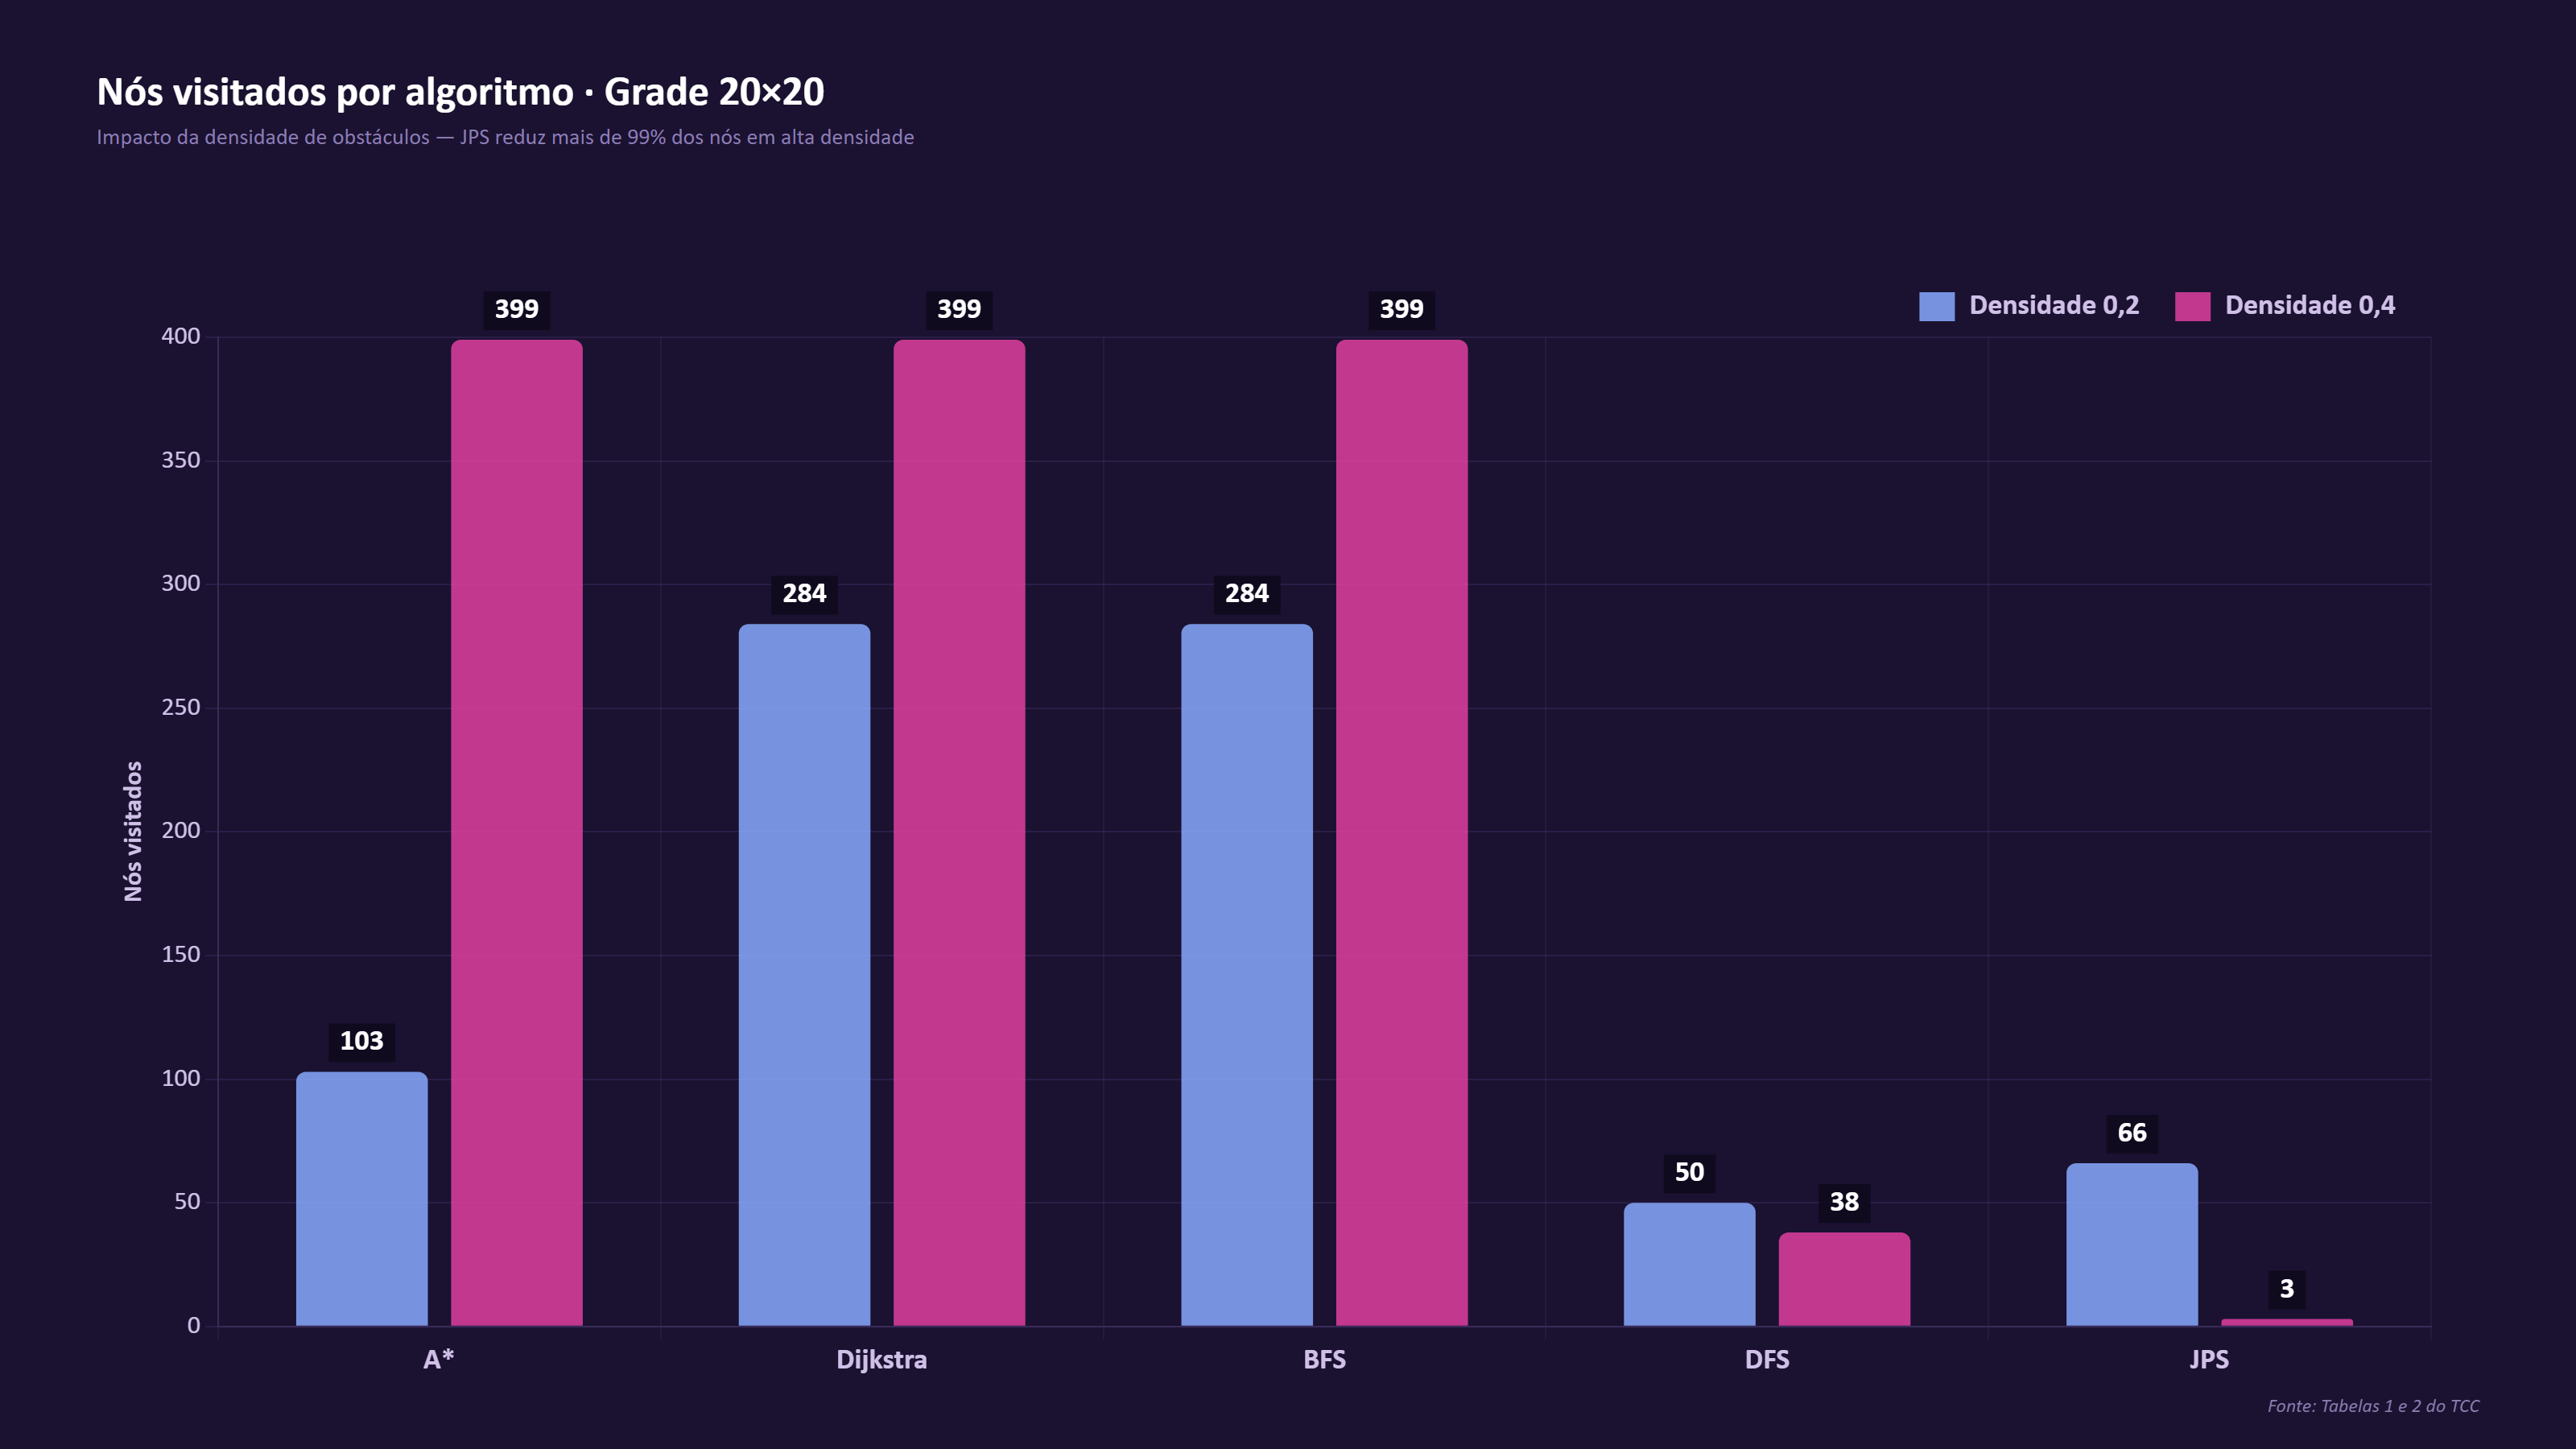 Nós visitados por algoritmo · Grade 20×20
Impacto da densidade de obstáculos — JPS reduz mais de 99% dos nós em alta densidade
Densidade 0,2
Densidade 0,4
399
399
399
284
284
103
50
38
66
3
400
350
300
250
200
150
100
50
0
Nós visitados
A*
Dijkstra
BFS
DFS
JPS
Fonte: Tabelas 1 e 2 do TCC